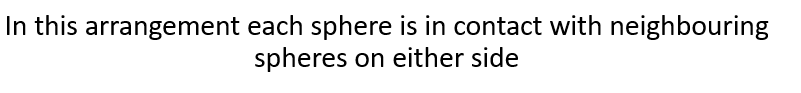 In this arrangement each sphere is in contact with neighbouring
spheres on either side